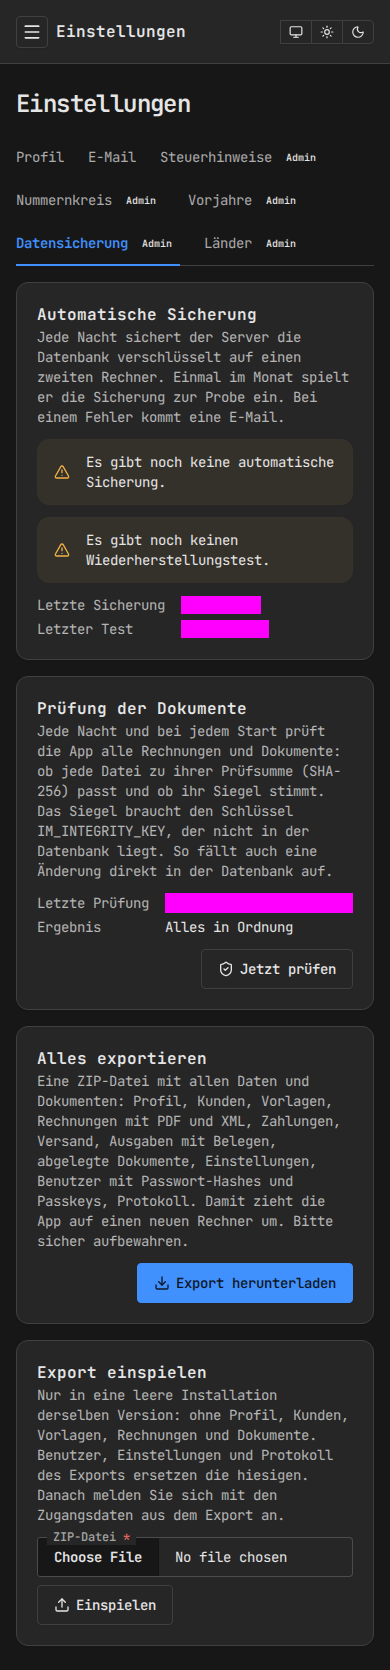 Einstellungen
Einstellungen
Profil E-Mail Steuerhinweise Admin
Nummernkreis Admin Vorjahre Admin
Datensicherung Admin Länder Admin
Automatische Sicherung
Jede Nacht sichert der Server die
Datenbank verschlüsselt auf einen
zweiten Rechner. Einmal im Monat spielt
er die Sicherung zur Probe ein. Bei
einem Fehler kommt eine E-Mail.
Es gibt noch keine automatische
Sicherung.
Es gibt noch keinen
Wiederherstellungstest.
Letzte Sicherung
Letzter Test
Prüfung der Dokumente
Jede Nacht und bei jedem Start prüft
die App alle Rechnungen und Dokumente:
ob jede Datei zu ihrer Prüfsumme (SHA-
256) passt und ob ihr Siegel stimmt.
Das Siegel braucht den Schlüssel
IM_INTEGRITY_KEY, der nicht in der
Datenbank liegt. So fällt auch eine
Änderung direkt in der Datenbank auf.
Letzte Prüfung
Ergebnis Alles in Ordnung
Jetzt prüfen
Alles exportieren
Eine ZIP-Datei mit allen Daten und
Dokumenten: Profil, Kunden, Vorlagen,
Rechnungen mit PDF und XML, Zahlungen,
Versand, Ausgaben mit Belegen,
abgelegte Dokumente, Einstellungen,
Benutzer mit Passwort-Hashes und
Passkeys, Protokoll. Damit zieht die
App auf einen neuen Rechner um. Bitte
sicher aufbewahren.
Export herunterladen
Export einspielen
Nur in eine leere Installation
derselben Version: ohne Profil, Kunden,
Vorlagen, Rechnungen und Dokumente.
Benutzer, Einstellungen und Protokoll
des Exports ersetzen die hiesigen.
Danach melden Sie sich mit den
Zugangsdaten aus dem Export an.
ZIP-Datei *
Choose File No file chosen
Einspielen